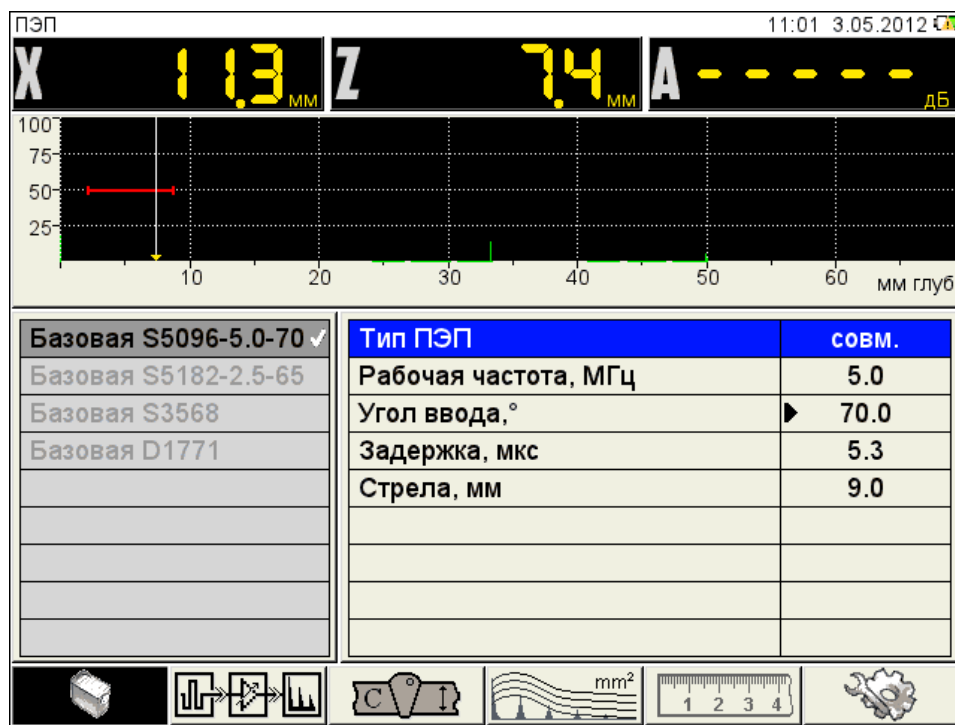 ПЭП 11:01 3.05.2012
X 11.3 мм Z 7.4 мм A ----- дБ
100
75
50
25
10 20 30 40 50 60 мм глуб
Базовая S5096-5.0-70 ✓
Базовая S5182-2.5-65
Базовая S3568
Базовая D1771
Тип ПЭП совм.
Рабочая частота, МГц 5.0
Угол ввода,° 70.0
Задержка, мкс 5.3
Стрела, мм 9.0
C mm² 1 2 3 4